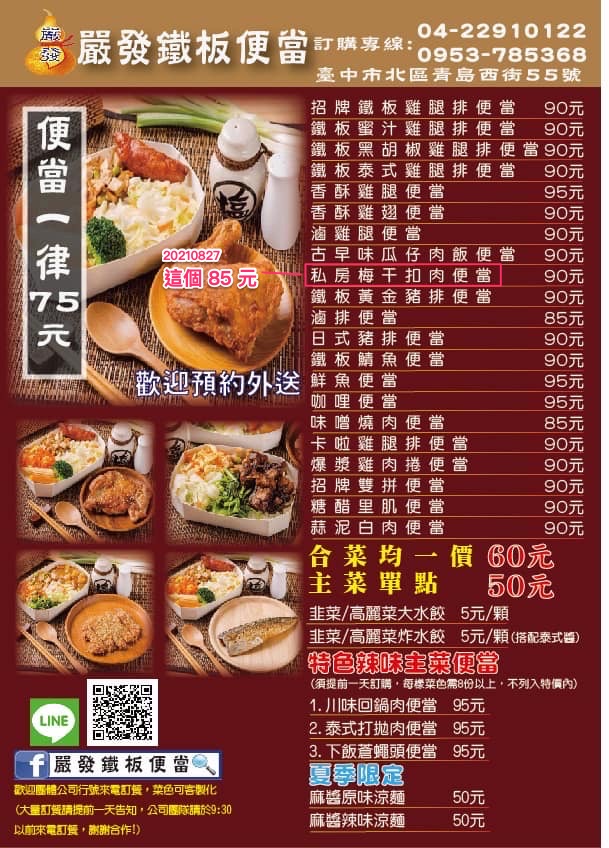 嚴發
嚴發鐵板便當
訂購專線:
04-22910122
0953-785368
臺中市北區青島西街55號
便當一律75元
20210827
這個 85 元
歡迎預約外送
招牌鐵板雞腿排便當 90元
鐵板蜜汁雞腿排便當 90元
鐵板黑胡椒雞腿排便當 90元
鐵板泰式雞腿排便當 90元
香酥雞腿便當 95元
香酥雞翅便當 90元
滷雞腿便當 90元
古早味瓜仔肉飯便當 90元
私房梅干扣肉便當 90元
鐵板黃金豬排便當 90元
滷排便當 85元
日式豬排便當 90元
鐵板鯖魚便當 90元
鮮魚便當 95元
咖哩便當 95元
味噌燒肉便當 85元
卡啦雞腿排便當 90元
爆漿雞肉捲便當 90元
招牌雙拼便當 90元
糖醋里肌便當 90元
蒜泥白肉便當 90元
合菜均一價 60元
主菜單點 50元
韭菜/高麗菜大水餃 5元/顆
韭菜/高麗菜炸水餃 5元/顆(搭配泰式醬)
特色辣味主菜便當
(須提前一天訂購,每樣菜色需8份以上,不列入特價內)
1. 川味回鍋肉便當 95元
2. 泰式打拋肉便當 95元
3. 下飯蒼蠅頭便當 95元
夏季限定
麻醬原味涼麵 50元
麻醬辣味涼麵 50元
LINE
f 嚴發鐵板便當
歡迎團體公司行號來電訂餐,菜色可客製化
(大量訂餐請提前一天告知,公司團隊請於9:30
以前來電訂餐,謝謝合作!)